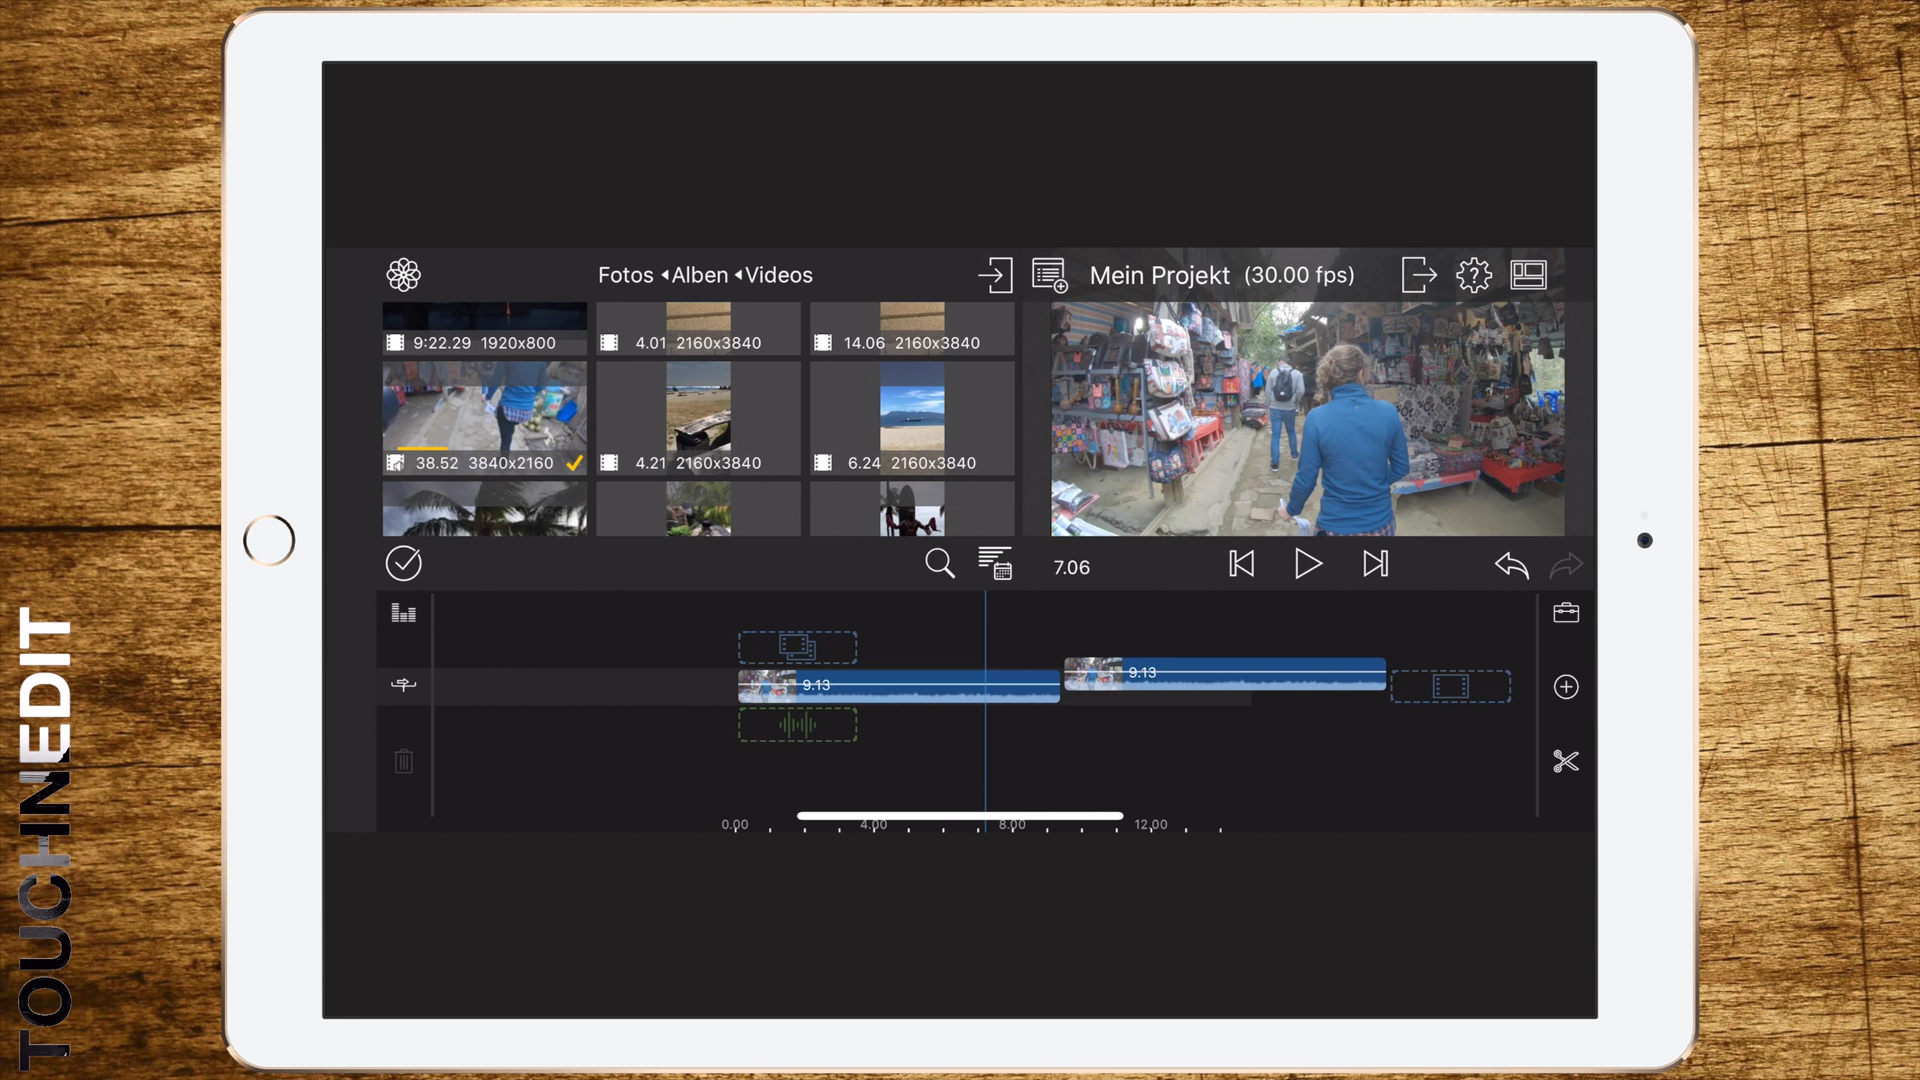 Fotos Alben Videos
Mein Projekt (30.00 fps)
9:22.29 1920x800
4.01 2160x3840
14.06 2160x3840
38.52 3840x2160
4.21 2160x3840
6.24 2160x3840
7.06
9.13
9.13
0.00 4.00 8.00 12.00
TOUCHNEDIT